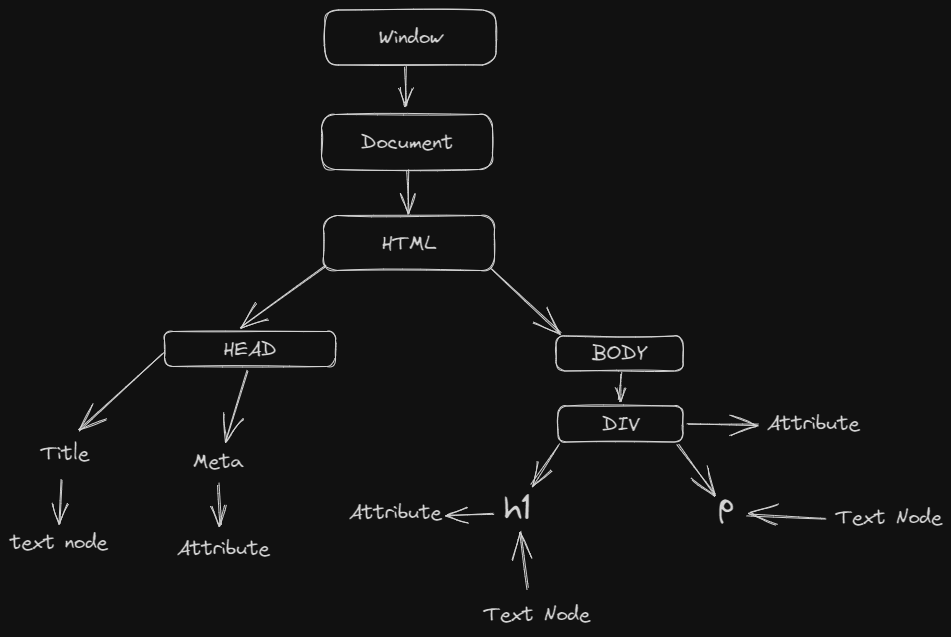 Window
Document
HTML
HEAD
BODY
DIV
Attribute
Title
Meta
Attribute
h1
p
Text Node
text node
Attribute
Text Node